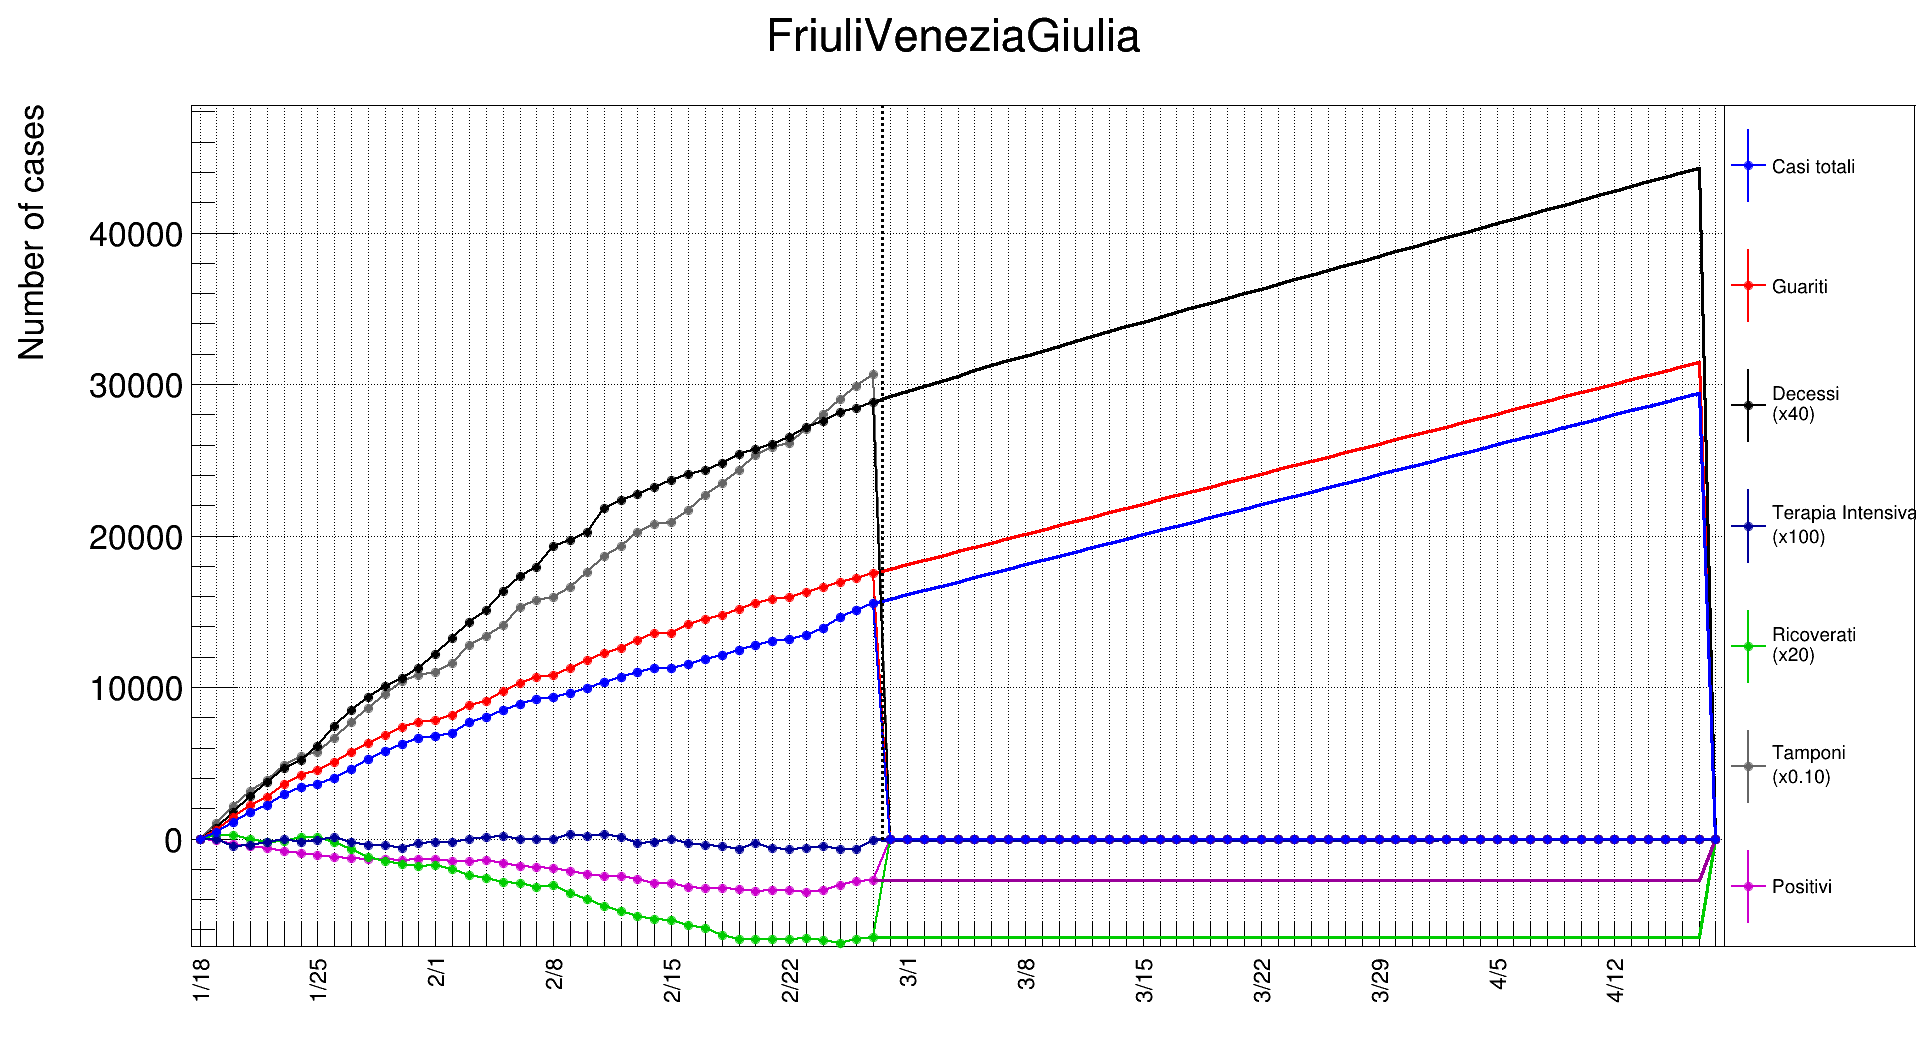 FriuliVeneziaGiulia
Number of cases
40000
30000
20000
10000
0
1/18
1/25
2/1
2/8
2/15
2/22
3/1
3/8
3/15
3/22
3/29
4/5
4/12
Casi totali
Guariti
Decessi
(x40)
Terapia Intensiva
(x100)
Ricoverati
(x20)
Tamponi
(x0.10)
Positivi